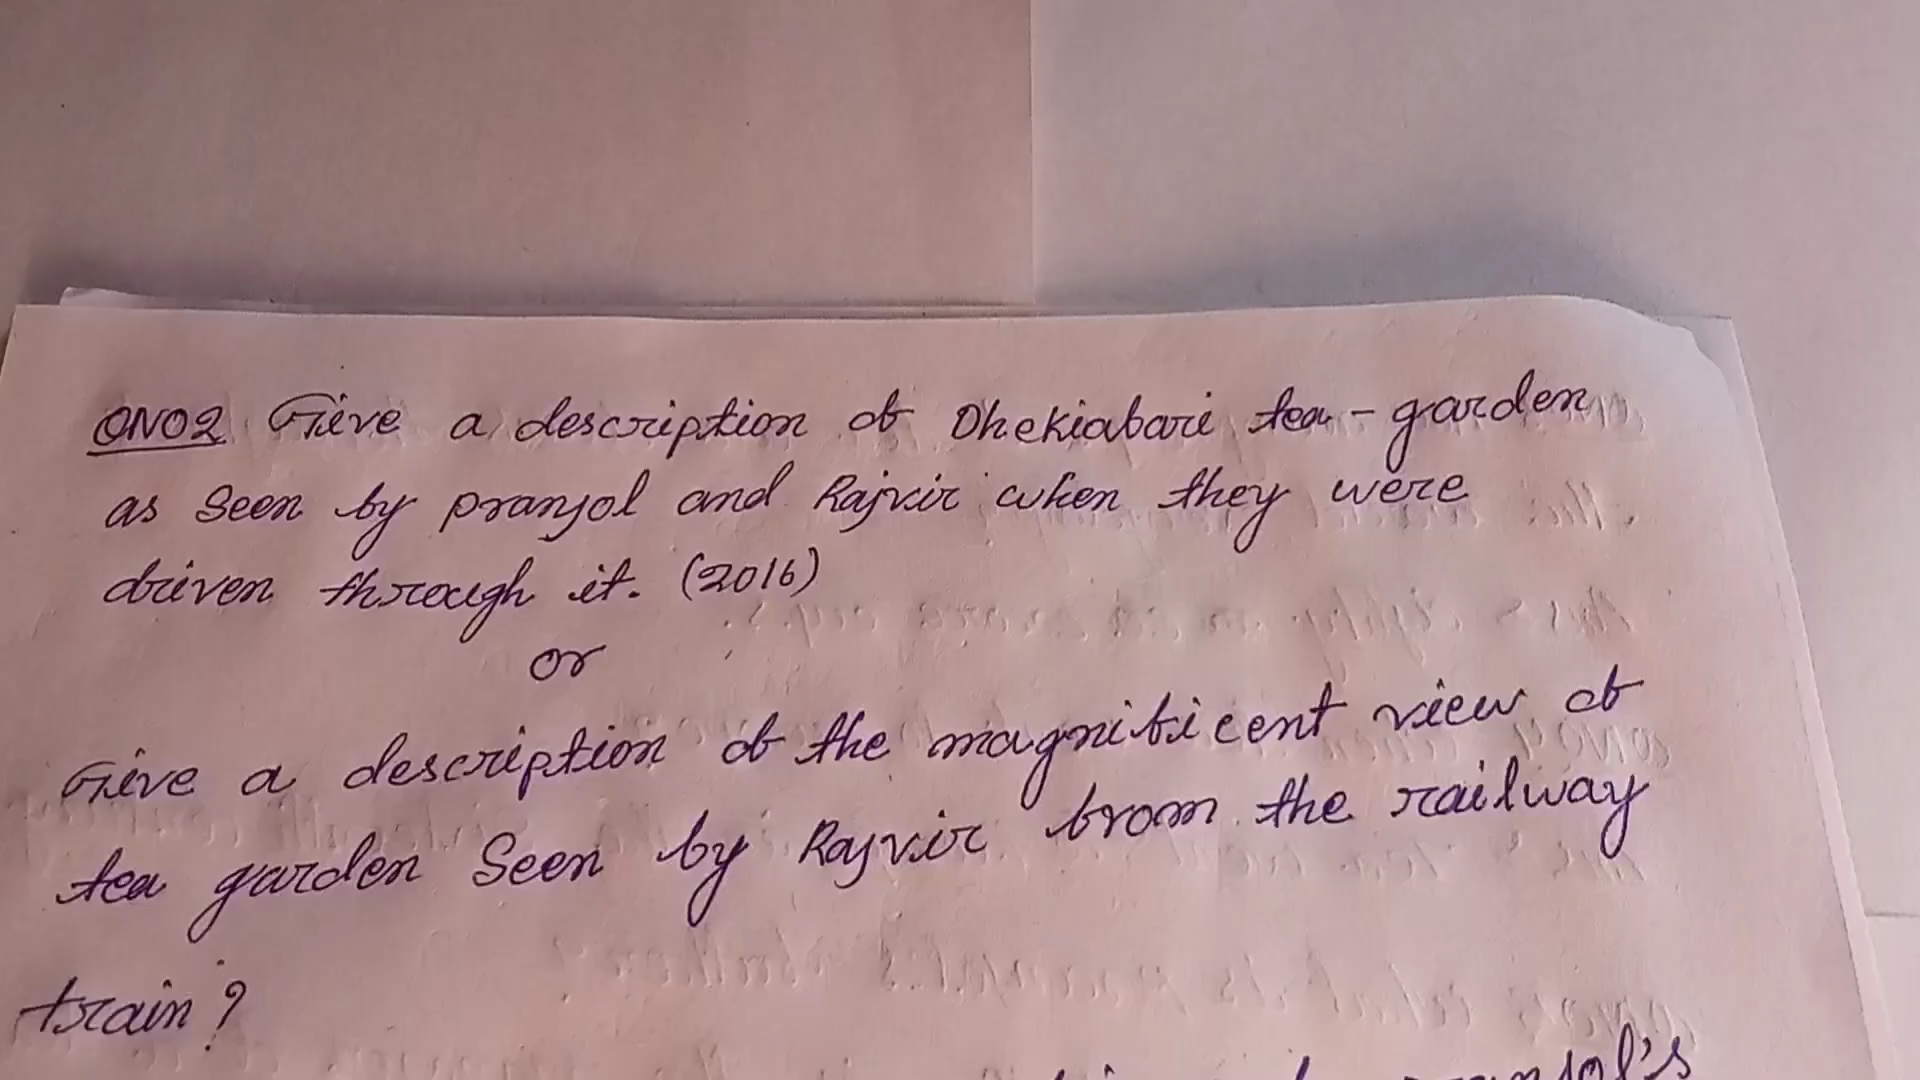 QNO2 Give a description of Dhekiabari tea-garden
as seen by pranjol and Rajvir when they were
driven through it. (2016)
or
Give a description of the magnificent view of
tea garden seen by Rajvir from the railway
train?